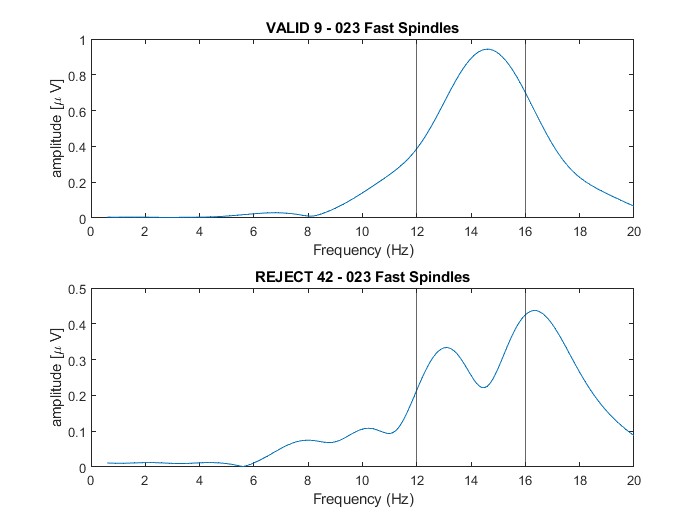 VALID 9 - 023 Fast Spindles
1
0.8
0.6
0.4
0.2
0
amplitude [μ V]
0 2 4 6 8 10 12 14 16 18 20
Frequency (Hz)
REJECT 42 - 023 Fast Spindles
0.5
0.4
0.3
0.2
0.1
0
amplitude [μ V]
0 2 4 6 8 10 12 14 16 18 20
Frequency (Hz)